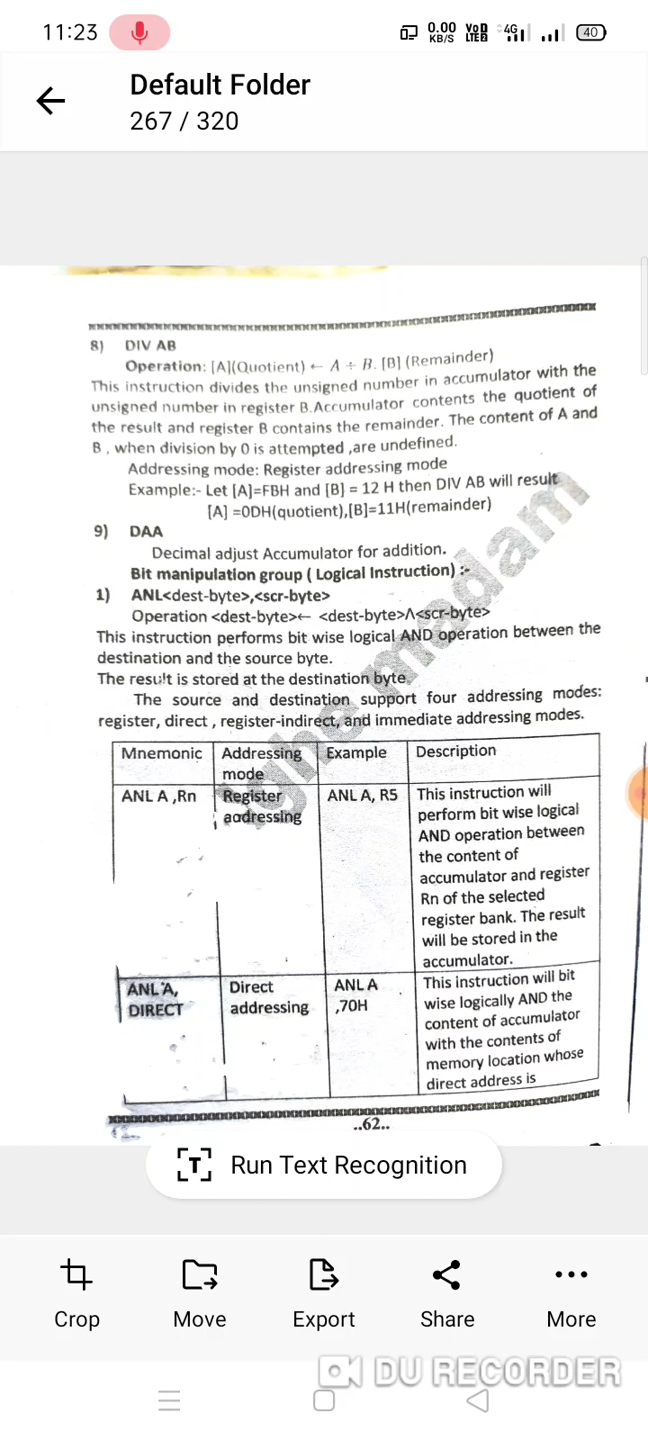 11:23
0.00 KB/S
4G
40
Default Folder
267 / 320
8) DIV AB
Operation: [A](Quotient) ← A ÷ B. [B] (Remainder)
This instruction divides the unsigned number in accumulator with the
unsigned number in register B.Accumulator contents the quotient of
the result and register B contains the remainder. The content of A and
B , when division by 0 is attempted ,are undefined.
Addressing mode: Register addressing mode
Example:- Let [A]=FBH and [B] = 12 H then DIV AB will result
[A] =0DH(quotient),[B]=11H(remainder)
9) DAA
Decimal adjust Accumulator for addition.
Bit manipulation group ( Logical Instruction) :-
1) ANL<dest-byte>,<scr-byte>
Operation <dest-byte>← <dest-byte>Λ<scr-byte>
This instruction performs bit wise logical AND operation between the
destination and the source byte.
The result is stored at the destination byte.
The source and destination support four addressing modes:
register, direct , register-indirect, and immediate addressing modes.
Mnemonic Addressing mode Example Description
ANL A ,Rn Register addressing ANL A, R5 This instruction will
perform bit wise logical
AND operation between
the content of
accumulator and register
Rn of the selected
register bank. The result
will be stored in the
accumulator.
ANL A, DIRECT Direct addressing ANL A ,70H This instruction will bit
wise logically AND the
content of accumulator
with the contents of
memory location whose
direct address is
..62..
madam
Run Text Recognition
Crop Move Export Share More
DU RECORDER